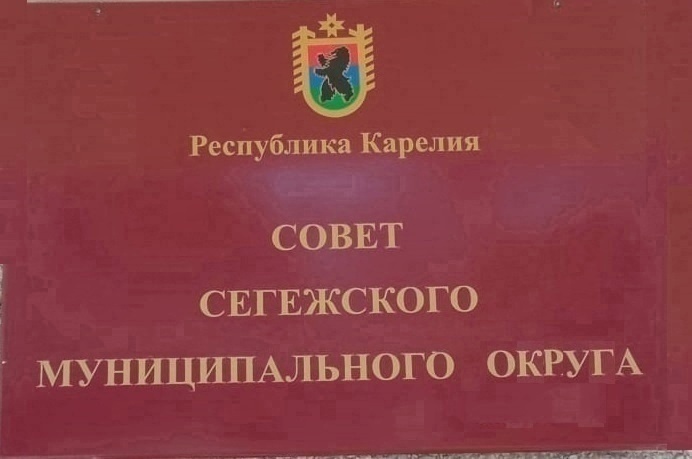 Республика Карелия
СОВЕТ
СЕГЕЖСКОГО
МУНИЦИПАЛЬНОГО ОКРУГА